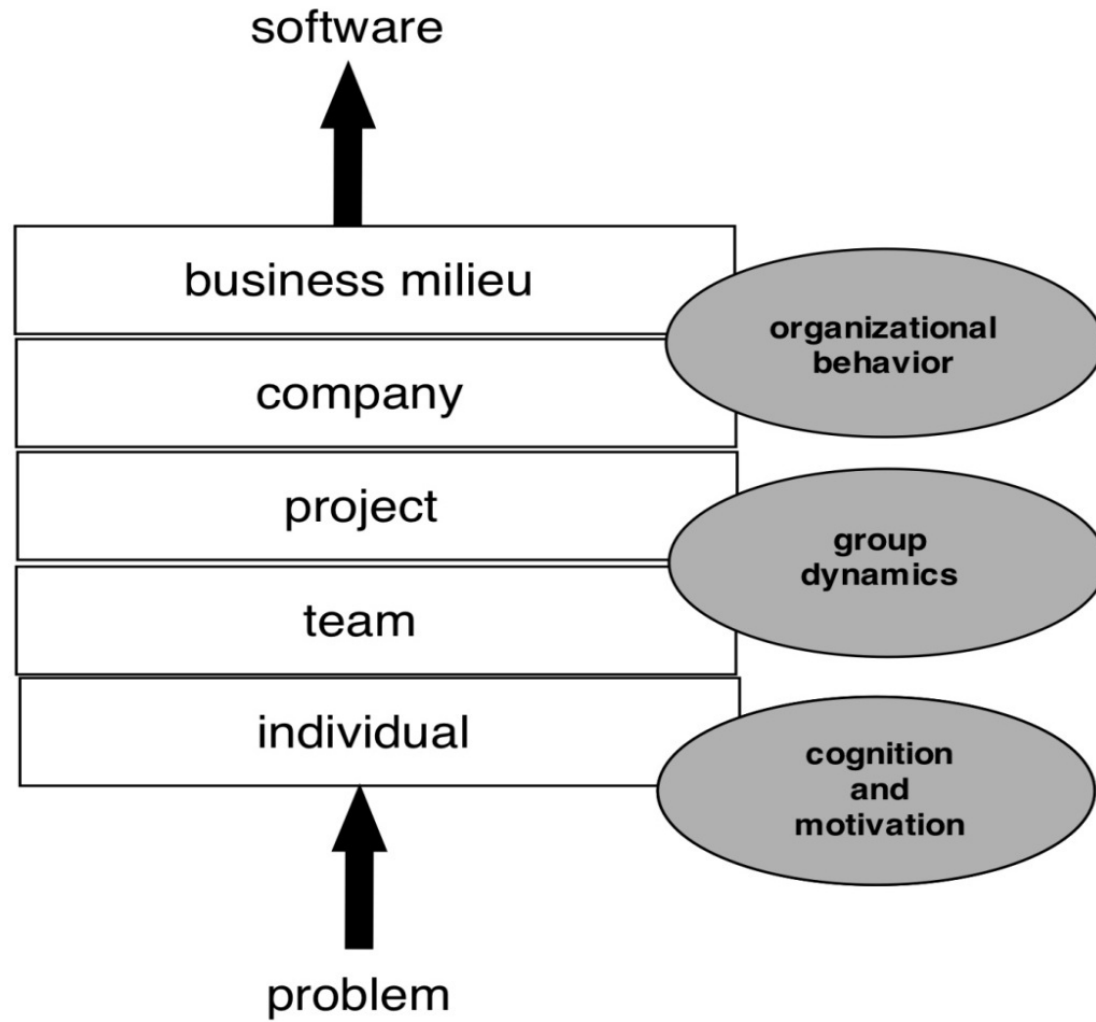 software
business milieu
organizational
behavior
company
project
group
dynamics
team
individual
cognition
and
motivation
problem